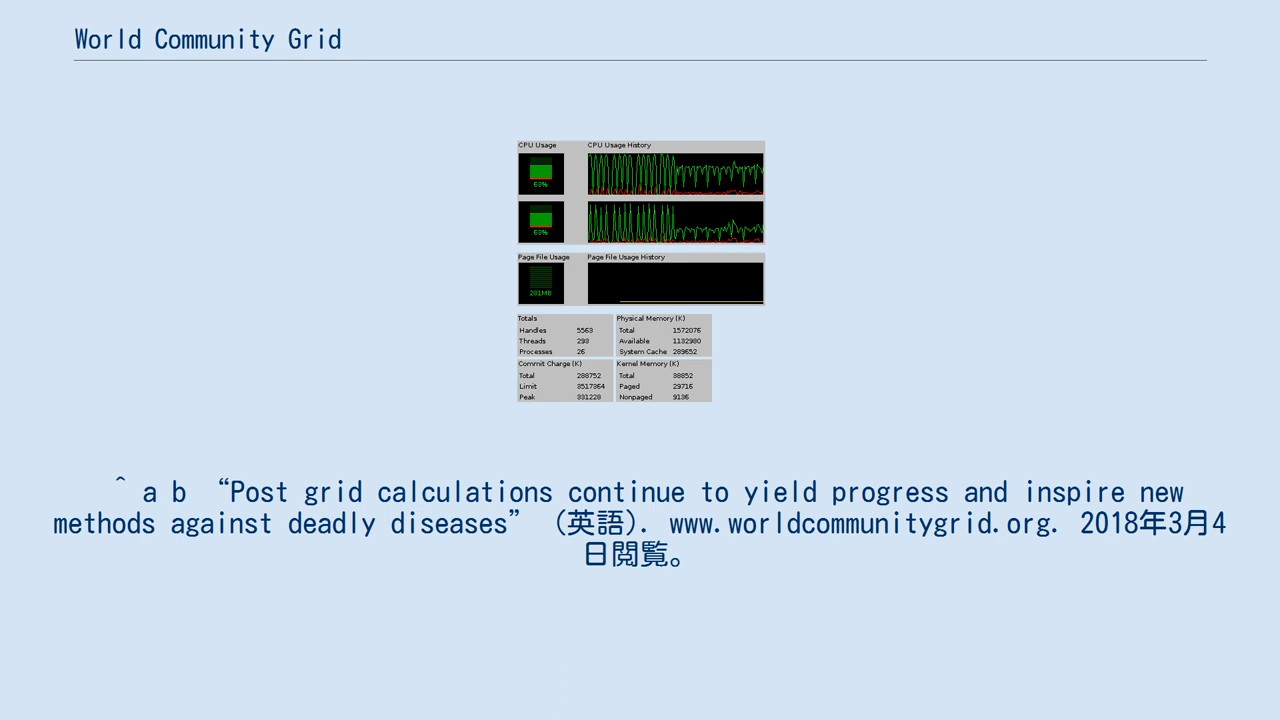 World Community Grid
CPU Usage CPU Usage History
53%
53%
Page File Usage Page File Usage History
281MB
Totals Physical Memory (K)
Handles 5563 Total 1572076
Threads 293 Available 1132980
Processes 26 System Cache 289652
Commit Charge (K) Kernel Memory (K)
Total 288752 Total 38852
Limit 3517364 Paged 29716
Peak 331228 Nonpaged 9136
^ a b “Post grid calculations continue to yield progress and inspire new
methods against deadly diseases” (英語). www.worldcommunitygrid.org. 2018年3月4
日閲覧。